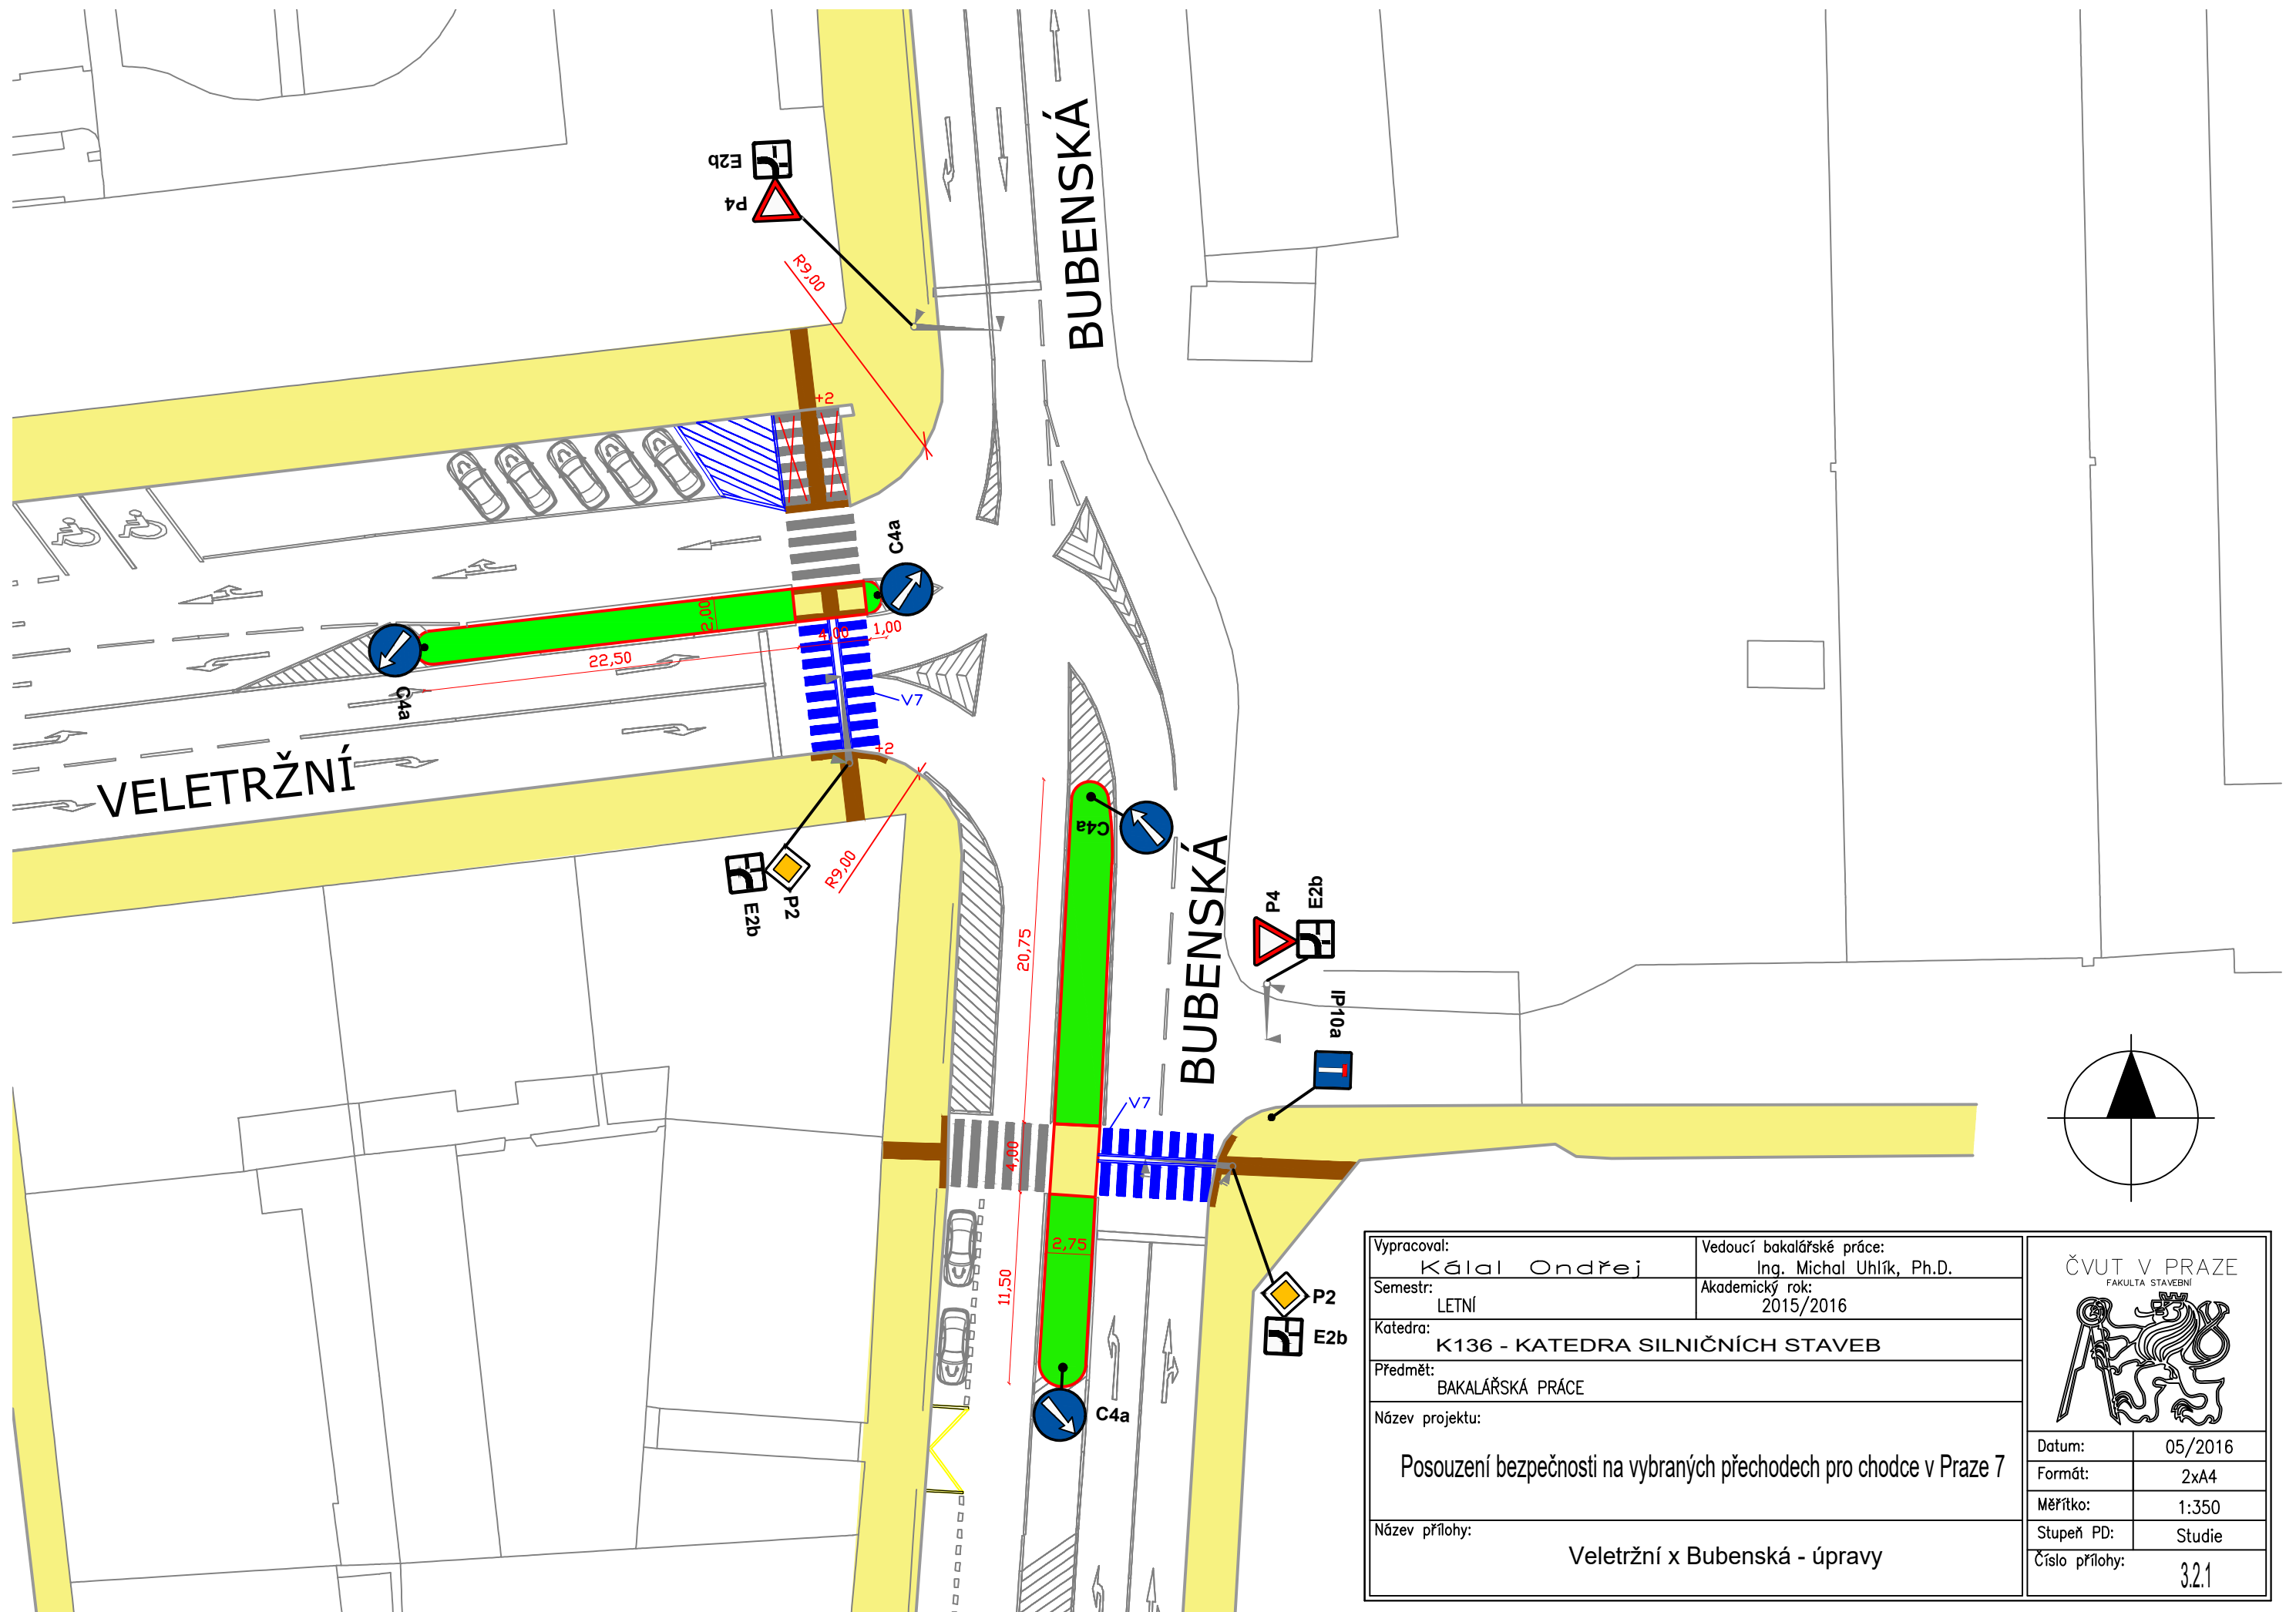 E2b
P4
R9,00
BUBENSKÁ
+2
C4a
2,00
4,00
1,00
22,50
C4a
V7
+2
VELETRŽNÍ
R9,00
E2b
P2
C4a
20,75
BUBENSKÁ
P4
E2b
IP10a
V7
4,00
2,75
11,50
P2
E2b
C4a
Vypracoval:
Kálal Ondřej
Vedoucí bakalářské práce:
Ing. Michal Uhlík, Ph.D.
Semestr:
LETNÍ
Akademický rok:
2015/2016
Katedra:
K136 - KATEDRA SILNIČNÍCH STAVEB
Předmět:
BAKALÁŘSKÁ PRÁCE
Název projektu:
Posouzení bezpečnosti na vybraných přechodech pro chodce v Praze 7
Název přílohy:
Veletržní x Bubenská - úpravy
ČVUT V PRAZE
FAKULTA STAVEBNÍ
Datum:
05/2016
Formát:
2xA4
Měřítko:
1:350
Stupeň PD:
Studie
Číslo přílohy:
3.2.1